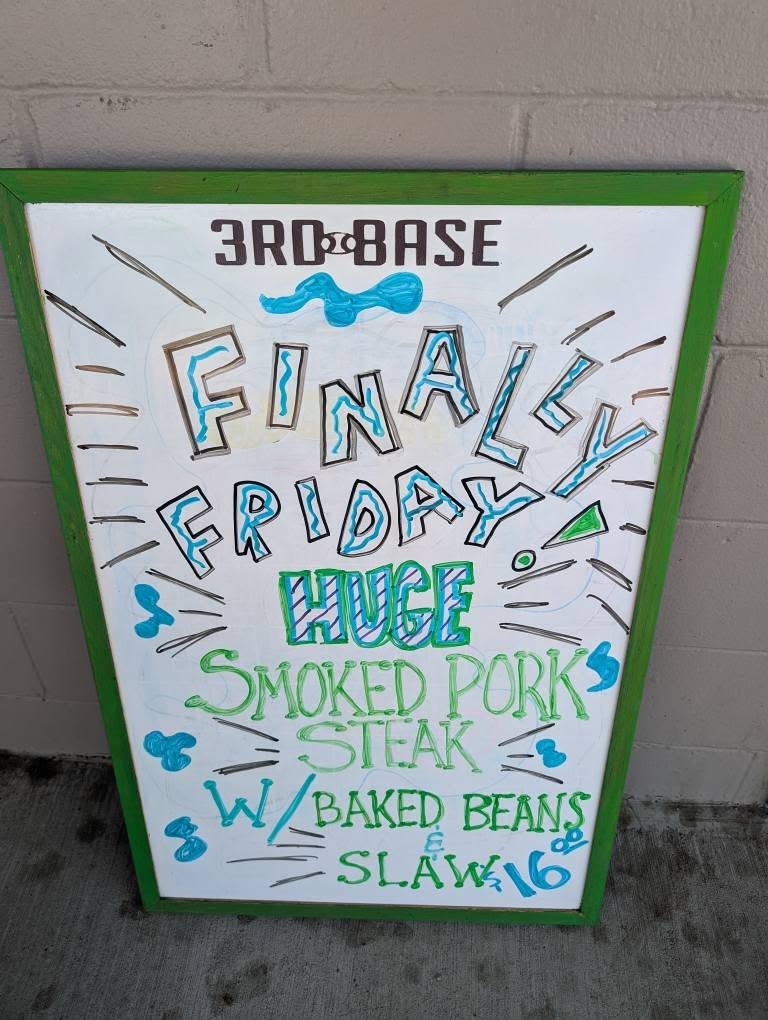 3RD BASE
FINALLY
FRIDAY!
HUGE
SMOKED PORK
STEAK
W/ BAKED BEANS
&
SLAW $16.00